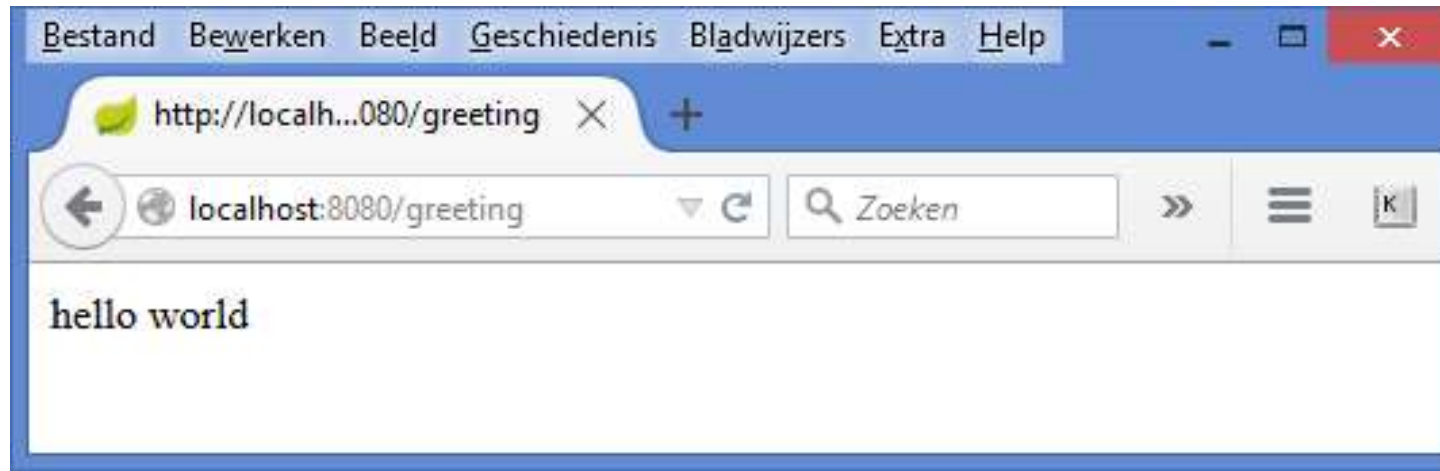 Bestand Bewerken Beeld Geschiedenis Bladwijzers Extra Help
http://localh...080/greeting
localhost:8080/greeting Zoeken K
hello world